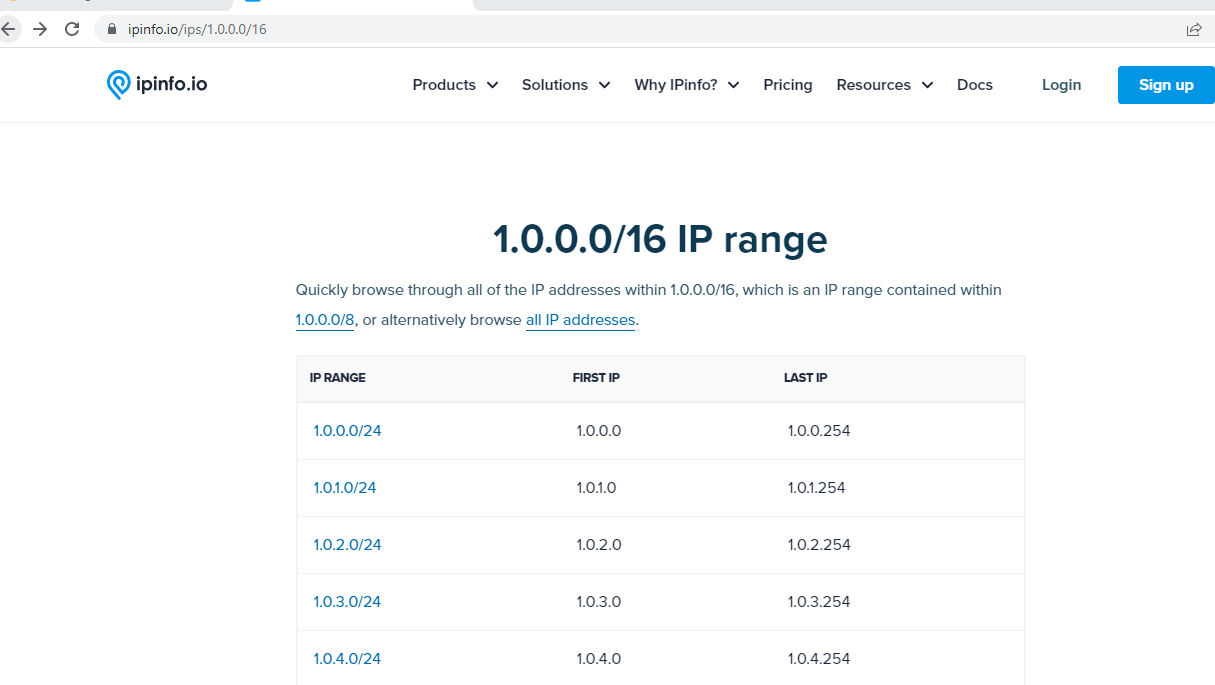 ipinfo.io/ips/1.0.0.0/16
ipinfo.io Products Solutions Why IPinfo? Pricing Resources Docs Login Sign up
1.0.0.0/16 IP range
Quickly browse through all of the IP addresses within 1.0.0.0/16, which is an IP range contained within
1.0.0.0/8, or alternatively browse all IP addresses.
IP RANGE FIRST IP LAST IP
1.0.0.0/24 1.0.0.0 1.0.0.254
1.0.1.0/24 1.0.1.0 1.0.1.254
1.0.2.0/24 1.0.2.0 1.0.2.254
1.0.3.0/24 1.0.3.0 1.0.3.254
1.0.4.0/24 1.0.4.0 1.0.4.254